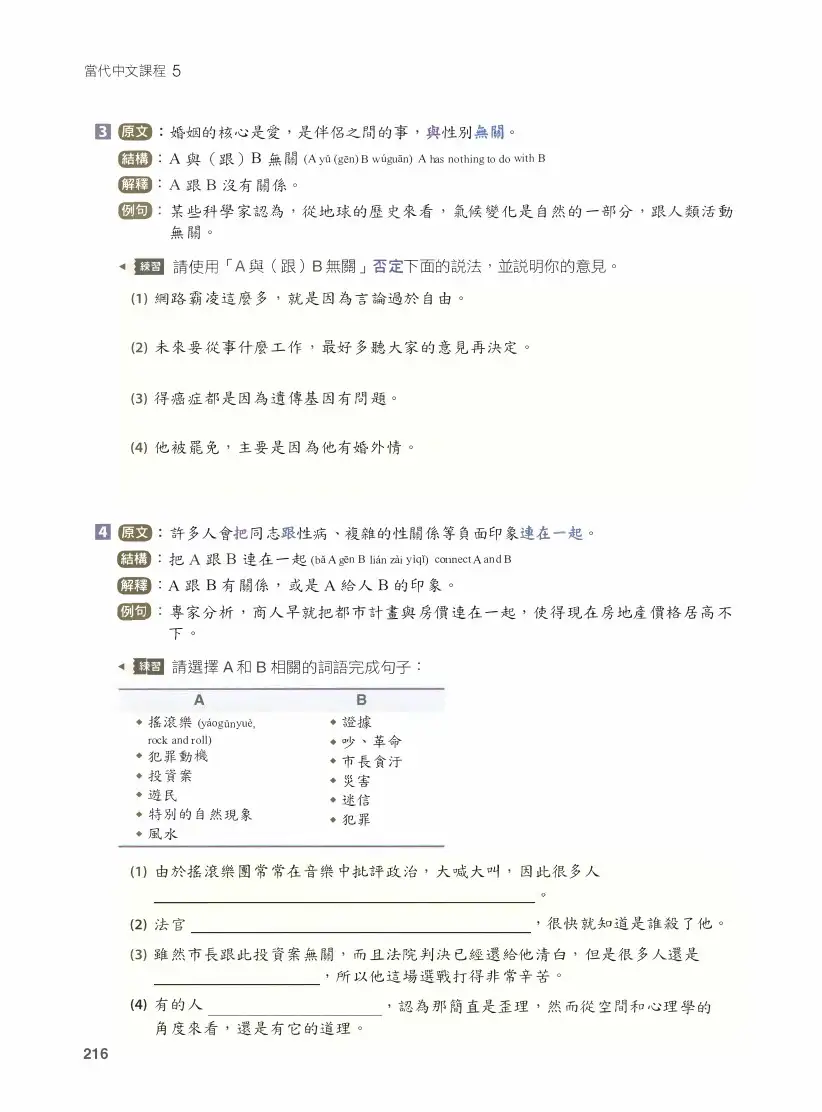 當代中文課程 5
3 原文：婚姻的核心是愛，是伴侶之間的事，與性別無關。
結構：A 與（跟）B 無關 (A yǔ (gēn) B wúguān) A has nothing to do with B
解釋：A 跟 B 沒有關係。
例句：某些科學家認為，從地球的歷史來看，氣候變化是自然的一部分，跟人類活動
無關。
練習 請使用「A與（跟）B無關」否定下面的説法，並説明你的意見。
(1) 網路霸凌這麼多，就是因為言論過於自由。
(2) 未來要從事什麼工作，最好多聽大家的意見再決定。
(3) 得癌症都是因為遺傳基因有問題。
(4) 他被罷免，主要是因為他有婚外情。
4 原文：許多人會把同志跟性病、複雜的性關係等負面印象連在一起。
結構：把 A 跟 B 連在一起 (bǎ A gēn B lián zài yìqǐ) connect A and B
解釋：A 跟 B 有關係，或是 A 給人 B 的印象。
例句：專家分析，商人早就把都市計畫與房價連在一起，使得現在房地產價格居高不
下。
練習 請選擇 A 和 B 相關的詞語完成句子：
A B
◆ 搖滾樂 (yáogǔnyuè, ◆ 證據
rock and roll) ◆ 吵、革命
◆ 犯罪動機 ◆ 市長貪汙
◆ 投資案 ◆ 災害
◆ 遊民 ◆ 迷信
◆ 特別的自然現象 ◆ 犯罪
◆ 風水
(1) 由於搖滾樂團常常在音樂中批評政治，大喊大叫，因此很多人
。
(2) 法官 ，很快就知道是誰殺了他。
(3) 雖然市長跟此投資案無關，而且法院判決已經還給他清白，但是很多人還是
，所以他這場選戰打得非常辛苦。
(4) 有的人 ，認為那簡直是歪理，然而從空間和心理學的
角度來看，還是有它的道理。
216